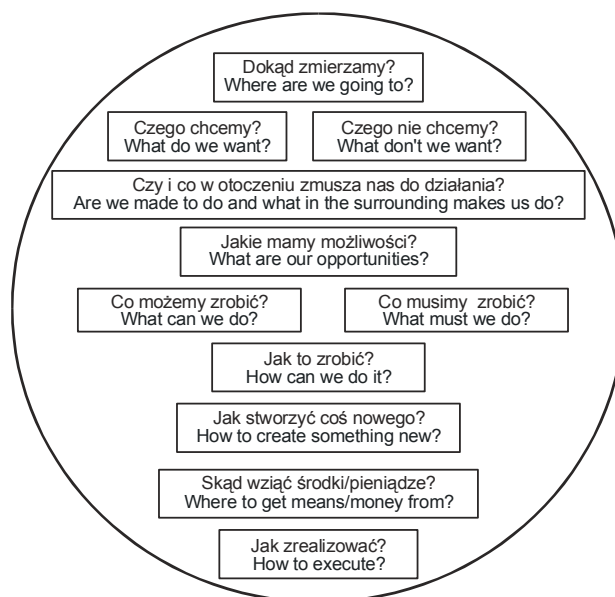 Dokąd zmierzamy?
Where are we going to?
Czego chcemy?
What do we want?
Czego nie chcemy?
What don't we want?
Czy i co w otoczeniu zmusza nas do działania?
Are we made to do and what in the surrounding makes us do?
Jakie mamy możliwości?
What are our opportunities?
Co możemy zrobić?
What can we do?
Co musimy zrobić?
What must we do?
Jak to zrobić?
How can we do it?
Jak stworzyć coś nowego?
How to create something new?
Skąd wziąć środki/pieniądze?
Where to get means/money from?
Jak zrealizować?
How to execute?